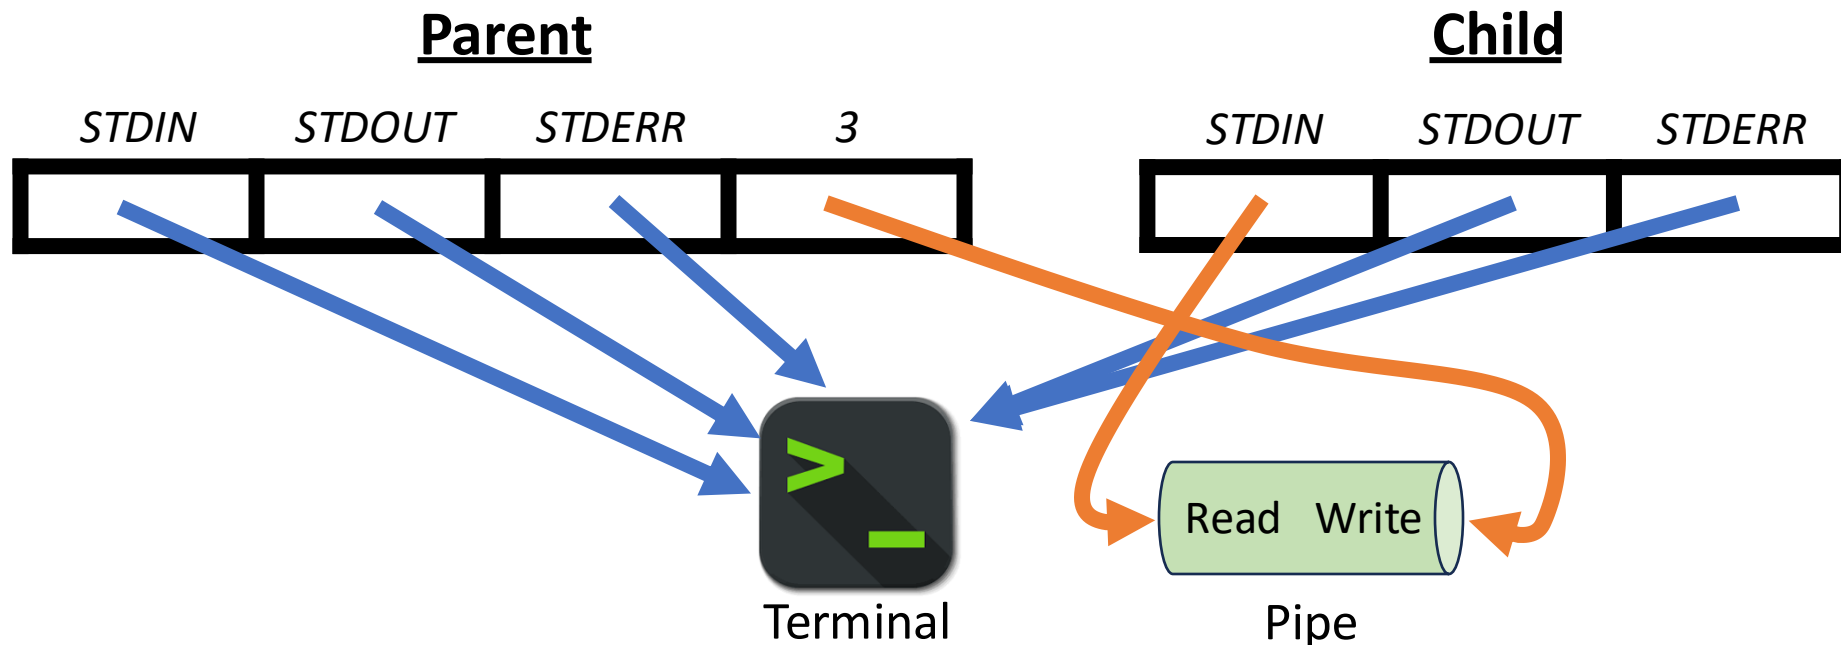 Parent Child
STDIN STDOUT STDERR 3 STDIN STDOUT STDERR
>_
Read Write
Terminal Pipe